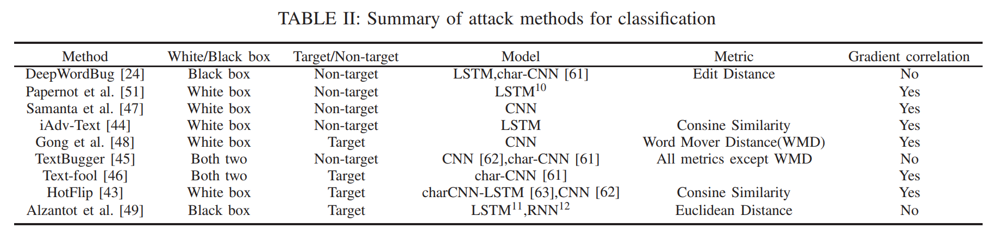 TABLE II: Summary of attack methods for classification
Method White/Black box Target/Non-target Model Metric Gradient correlation
DeepWordBug [24] Black box Non-target LSTM,char-CNN [61] Edit Distance No
Papernot et al. [51] White box Non-target LSTM10 Yes
Samanta et al. [47] White box Non-target CNN Yes
iAdv-Text [44] White box Non-target LSTM Consine Similarity Yes
Gong et al. [48] White box Target CNN Word Mover Distance(WMD) Yes
TextBugger [45] Both two Non-target CNN [62],char-CNN [61] All metrics except WMD No
Text-fool [46] Both two Target char-CNN [61] Yes
HotFlip [43] White box Target charCNN-LSTM [63],CNN [62] Consine Similarity Yes
Alzantot et al. [49] Black box Target LSTM11,RNN12 Euclidean Distance No